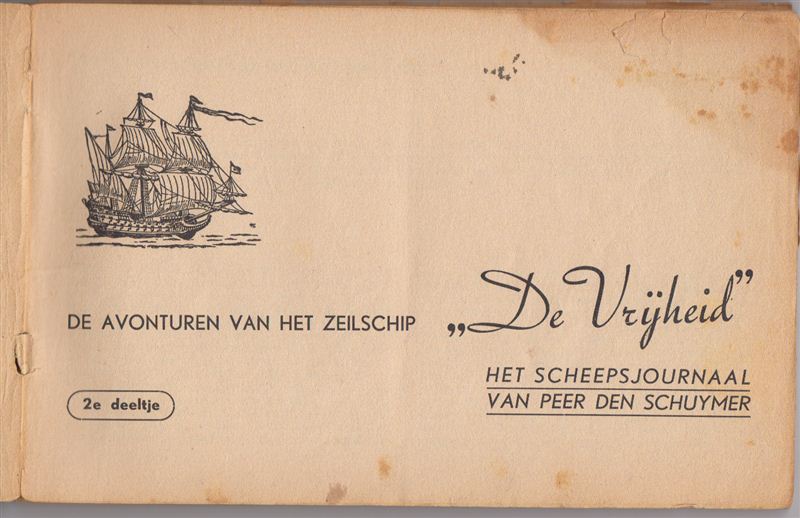 DE AVONTUREN VAN HET ZEILSCHIP „De Vrijheid”
HET SCHEEPSJOURNAAL
VAN PEER DEN SCHUYMER
2e deeltje